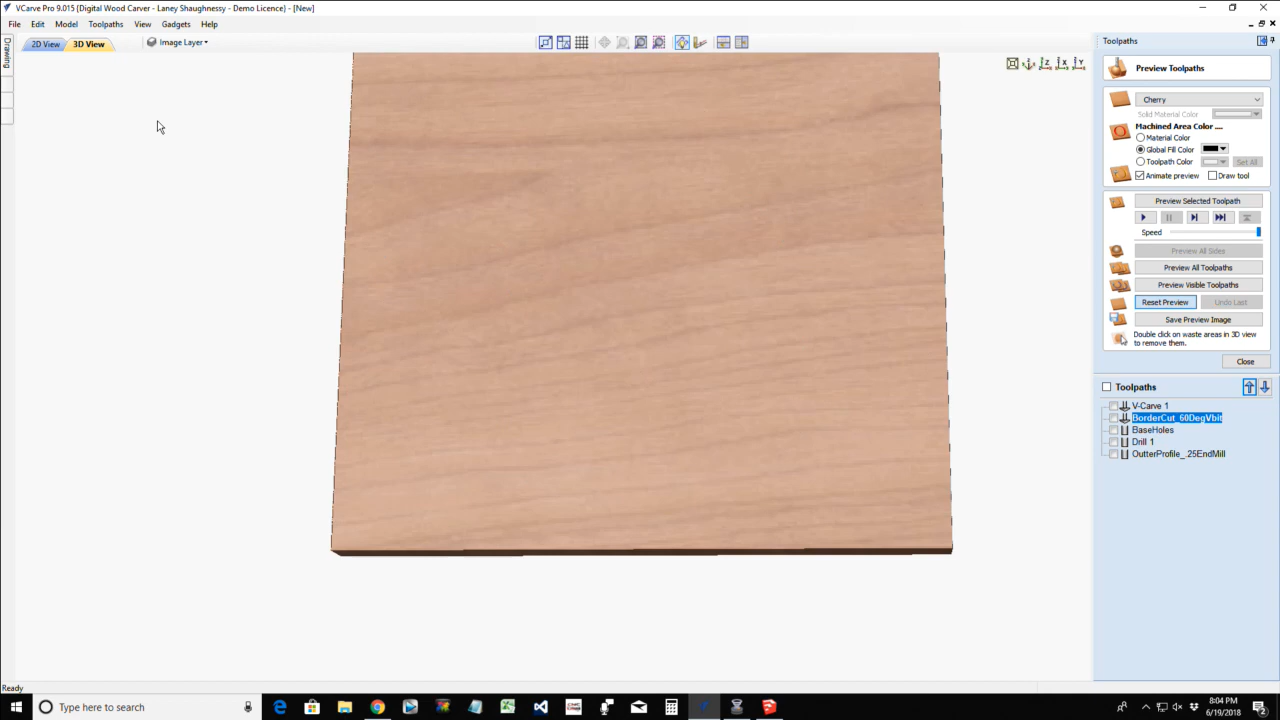 VCarve Pro 9.015 {Digital Wood Carver - Laney Shaughnessy - Demo Licence} - [New]
File Edit Model Toolpaths View Gadgets Help
2D View 3D View Image Layer
Drawing
Z X Y
Toolpaths
Preview Toolpaths
Cherry
Solid Material Color
Machined Area Color ....
Material Color
Global Fill Color
Toolpath Color Set All
Animate preview Draw tool
Preview Selected Toolpath
Speed
Preview All Sides
Preview All Toolpaths
Preview Visible Toolpaths
Reset Preview Undo Last
Save Preview Image
Double click on waste areas in 3D view
to remove them.
Close
Toolpaths
V-Carve 1
BorderCut_60DegVbit
BaseHoles
Drill 1
OutterProfile_.25EndMill
Ready
Type here to search
8:04 PM
6/19/2018
2